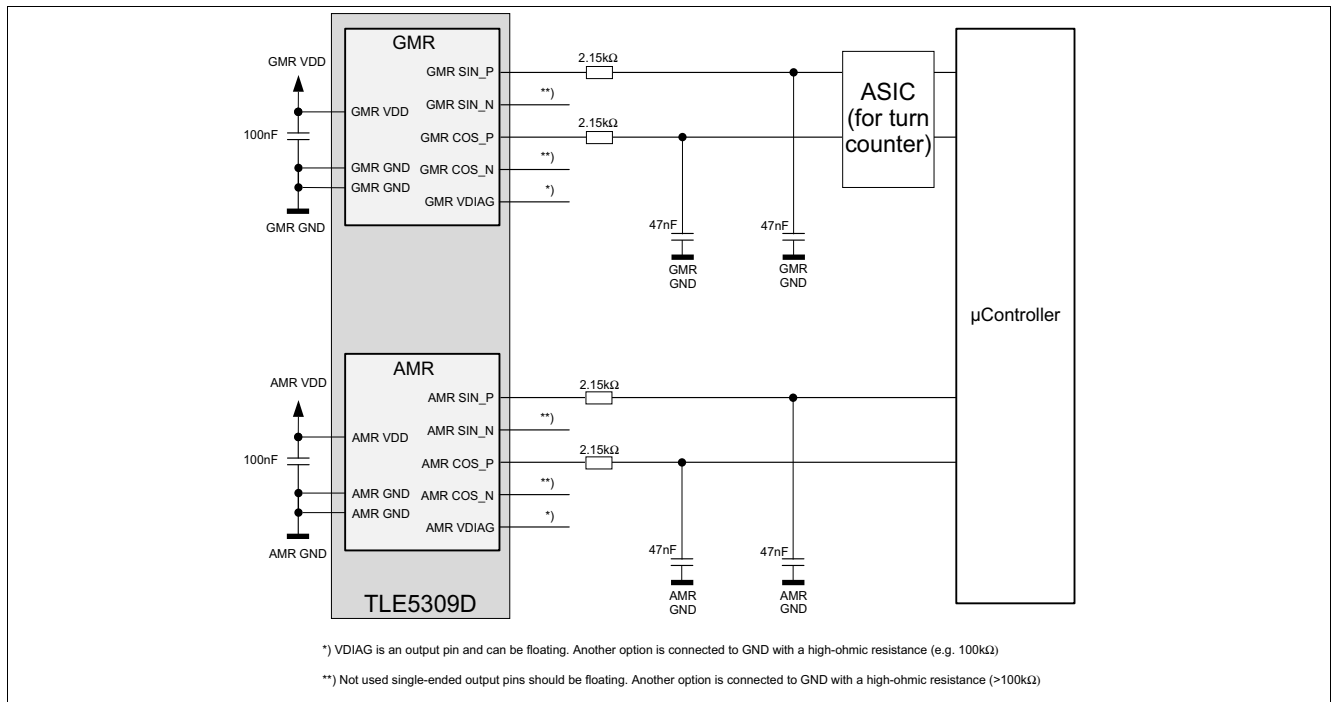 GMR
GMR VDD
GMR SIN_P
2.15kΩ
ASIC
(for turn
counter)
GMR VDD
GMR SIN_N
**)
100nF
GMR COS_P
2.15kΩ
GMR GND
GMR COS_N
**)
GMR GND
GMR VDIAG
*)
GMR GND
47nF
47nF
GMR
GND
GMR
GND
µController
AMR
AMR VDD
AMR SIN_P
2.15kΩ
AMR VDD
AMR SIN_N
**)
100nF
AMR COS_P
2.15kΩ
AMR GND
AMR COS_N
**)
AMR GND
AMR VDIAG
*)
AMR GND
47nF
47nF
AMR
GND
AMR
GND
TLE5309D
*) VDIAG is an output pin and can be floating. Another option is connected to GND with a high-ohmic resistance (e.g. 100kΩ)
**) Not used single-ended output pins should be floating. Another option is connected to GND with a high-ohmic resistance (>100kΩ)